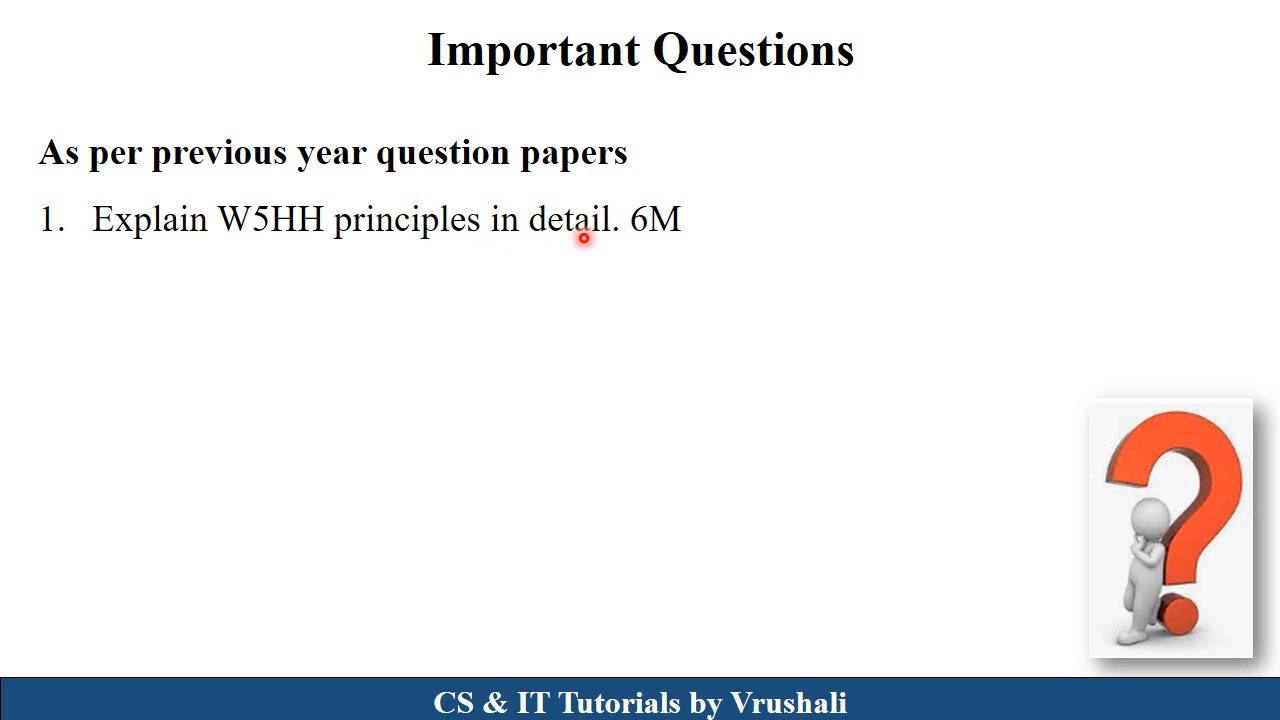 Important Questions
As per previous year question papers
1. Explain W5HH principles in detail. 6M
CS & IT Tutorials by Vrushali